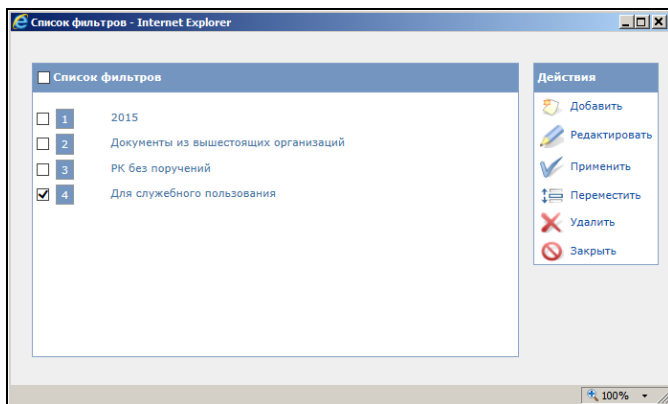 Список фильтров - Internet Explorer
Список фильтров
1 2015
2 Документы из вышестоящих организаций
3 РК без поручений
4 Для служебного пользования
Действия
Добавить
Редактировать
Применить
Переместить
Удалить
Закрыть
100%